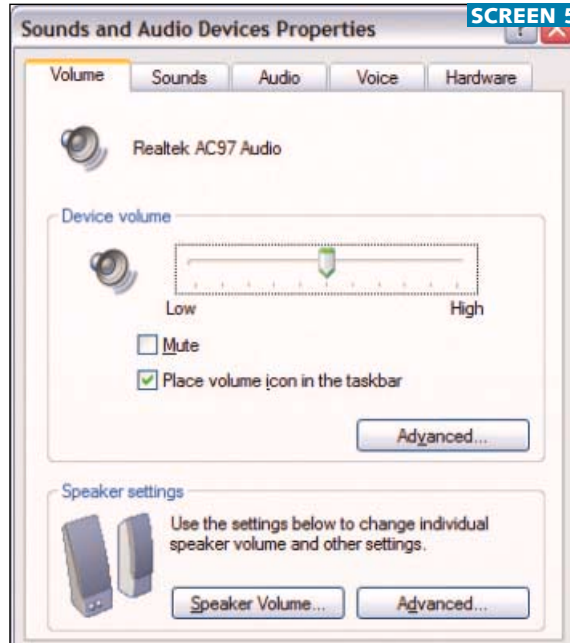 SCREEN 5
Sounds and Audio Devices Properties
?
Volume
Sounds
Audio
Voice
Hardware
Realtek AC97 Audio
Device volume
Low
High
Mute
Place volume icon in the taskbar
Advanced...
Speaker settings
Use the settings below to change individual
speaker volume and other settings.
Speaker Volume...
Advanced...